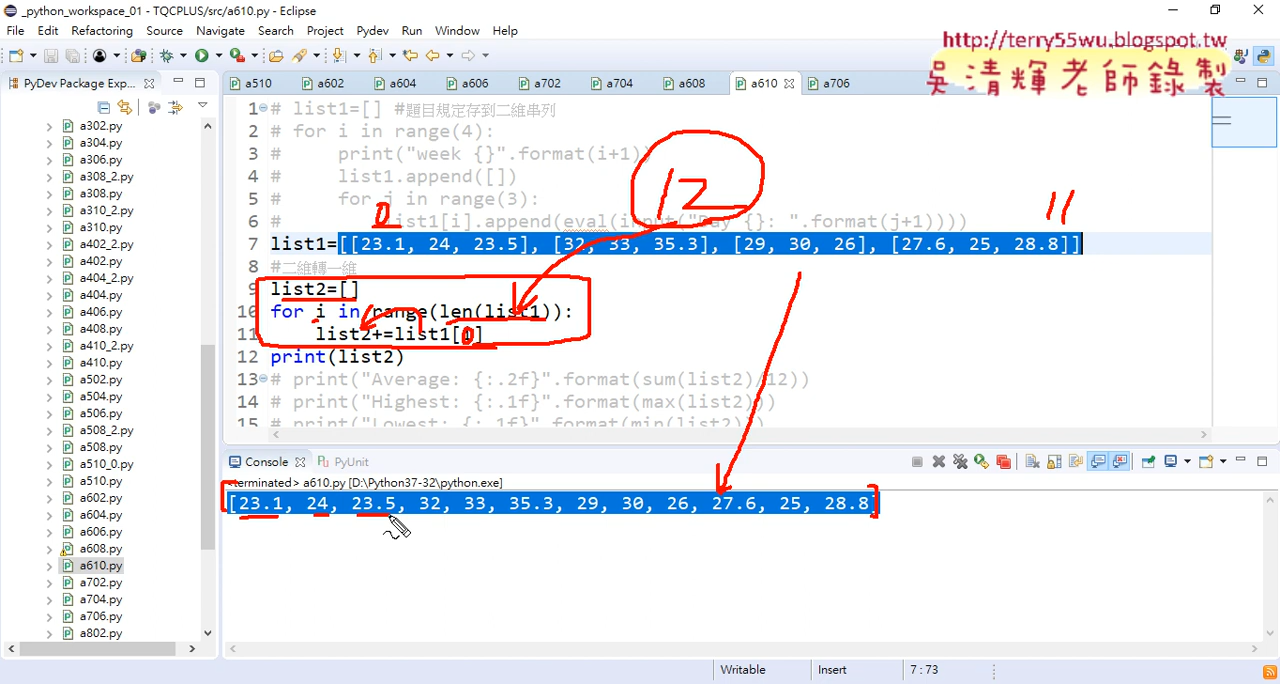 _python_workspace_01 - TQCPLUS/src/a610.py - Eclipse
File Edit Refactoring Source Navigate Search Project Pydev Run Window Help
http://terry55wu.blogspot.tw
吳清輝老師錄製
PyDev Package Exp...
a510 a602 a604 a606 a702 a704 a608 a610 a706
a302.py
a304.py
a306.py
a308_2.py
a308.py
a310_2.py
a310.py
a402_2.py
a402.py
a404_2.py
a404.py
a406.py
a408.py
a410_2.py
a410.py
a502.py
a504.py
a506.py
a508_2.py
a508.py
a510_0.py
a510.py
a602.py
a604.py
a606.py
a608.py
a610.py
a702.py
a704.py
a706.py
a802.py
1 # list1=[] #題目規定存到二維串列
2 # for i in range(4):
3 #     print("week {}".format(i+1))
4 #     list1.append([])
5 #     for j in range(3):
6 #         list1[i].append(eval(input("Day {}: ".format(j+1))))
7 list1=[[23.1, 24, 23.5], [32, 33, 35.3], [29, 30, 26], [27.6, 25, 28.8]]
8 #二維轉一維
9 list2=[]
10 for i in range(len(list1)):
11     list2+=list1[0]
12 print(list2)
13 # print("Average: {:.2f}".format(sum(list2)/12))
14 # print("Highest: {:.1f}".format(max(list2)))
15 # print("Lowest: {:.1f}".format(min(list2)))
12
0
11
Console PyUnit
<terminated> a610.py [D:\Python37-32\python.exe]
[23.1, 24, 23.5, 32, 33, 35.3, 29, 30, 26, 27.6, 25, 28.8]
Writable Insert 7 : 73